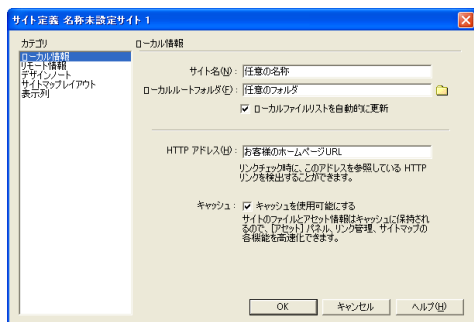 サイト定義 名称未設定サイト 1
カテゴリ
ローカル情報
リモート情報
デザインノート
サイトマップレイアウト
表示列
ローカル情報
サイト名(N): 任意の名称
ローカルルートフォルダ(F): 任意のフォルダ
ローカルファイルリストを自動的に更新
HTTP アドレス(H): お客様のホームページURL
リンクチェック時に、このアドレスを参照している HTTP
リンクを検出することができます。
キャッシュ: キャッシュを使用可能にする
サイトのファイルとアセット情報はキャッシュに保持され
るので、[アセット] パネル、リンク管理、サイトマップの
各機能を高速化できます。
OK キャンセル ヘルプ(H)